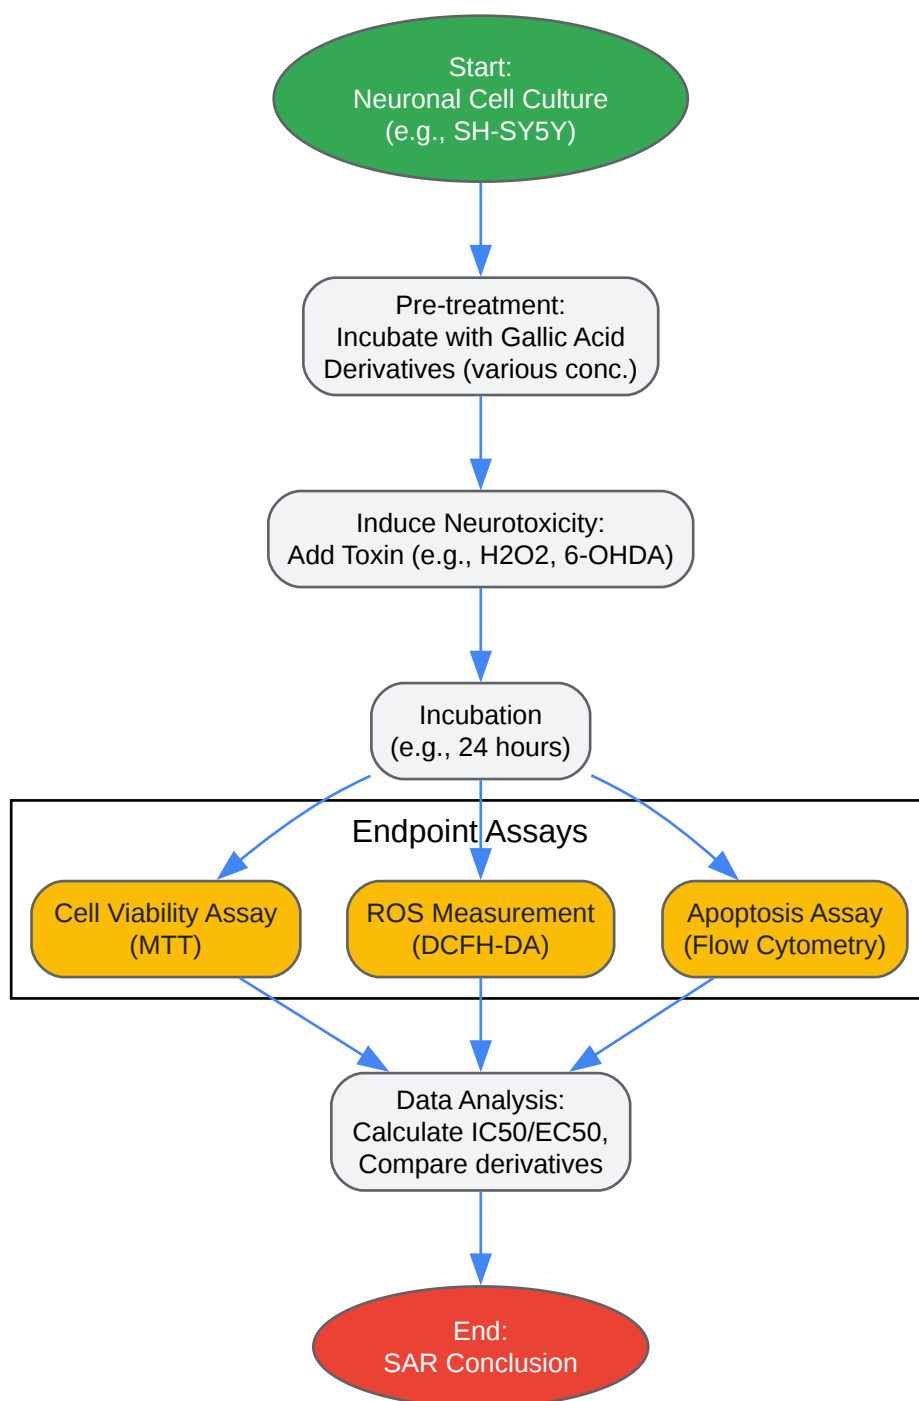 Start:
Neuronal Cell Culture
(e.g., SH-SY5Y)
Pre-treatment:
Incubate with Gallic Acid
Derivatives (various conc.)
Induce Neurotoxicity:
Add Toxin (e.g., H2O2, 6-OHDA)
Incubation
(e.g., 24 hours)
Endpoint Assays
Cell Viability Assay
(MTT)
ROS Measurement
(DCFH-DA)
Apoptosis Assay
(Flow Cytometry)
Data Analysis:
Calculate IC50/EC50,
Compare derivatives
End:
SAR Conclusion